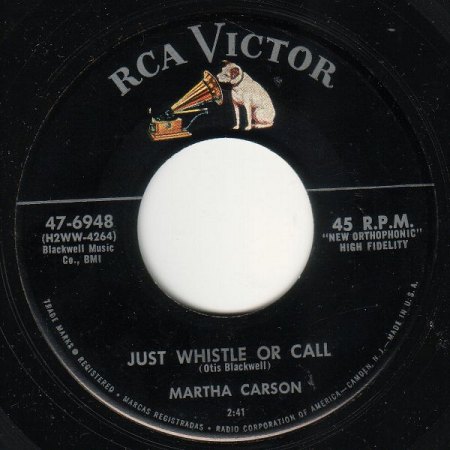 RCA VICTOR
47-6948
(H2WW-4264)
Blackwell Music
Co., BMI
45 R.P.M.
"NEW ORTHOPHONIC"
HIGH FIDELITY
JUST WHISTLE OR CALL
(Otis Blackwell)
MARTHA CARSON
2:41
TRADE MARKS ® REGISTERED • MARCAS REGISTRADAS • RADIO CORPORATION OF AMERICA—CAMDEN, N.J.—MADE IN U.S.A.